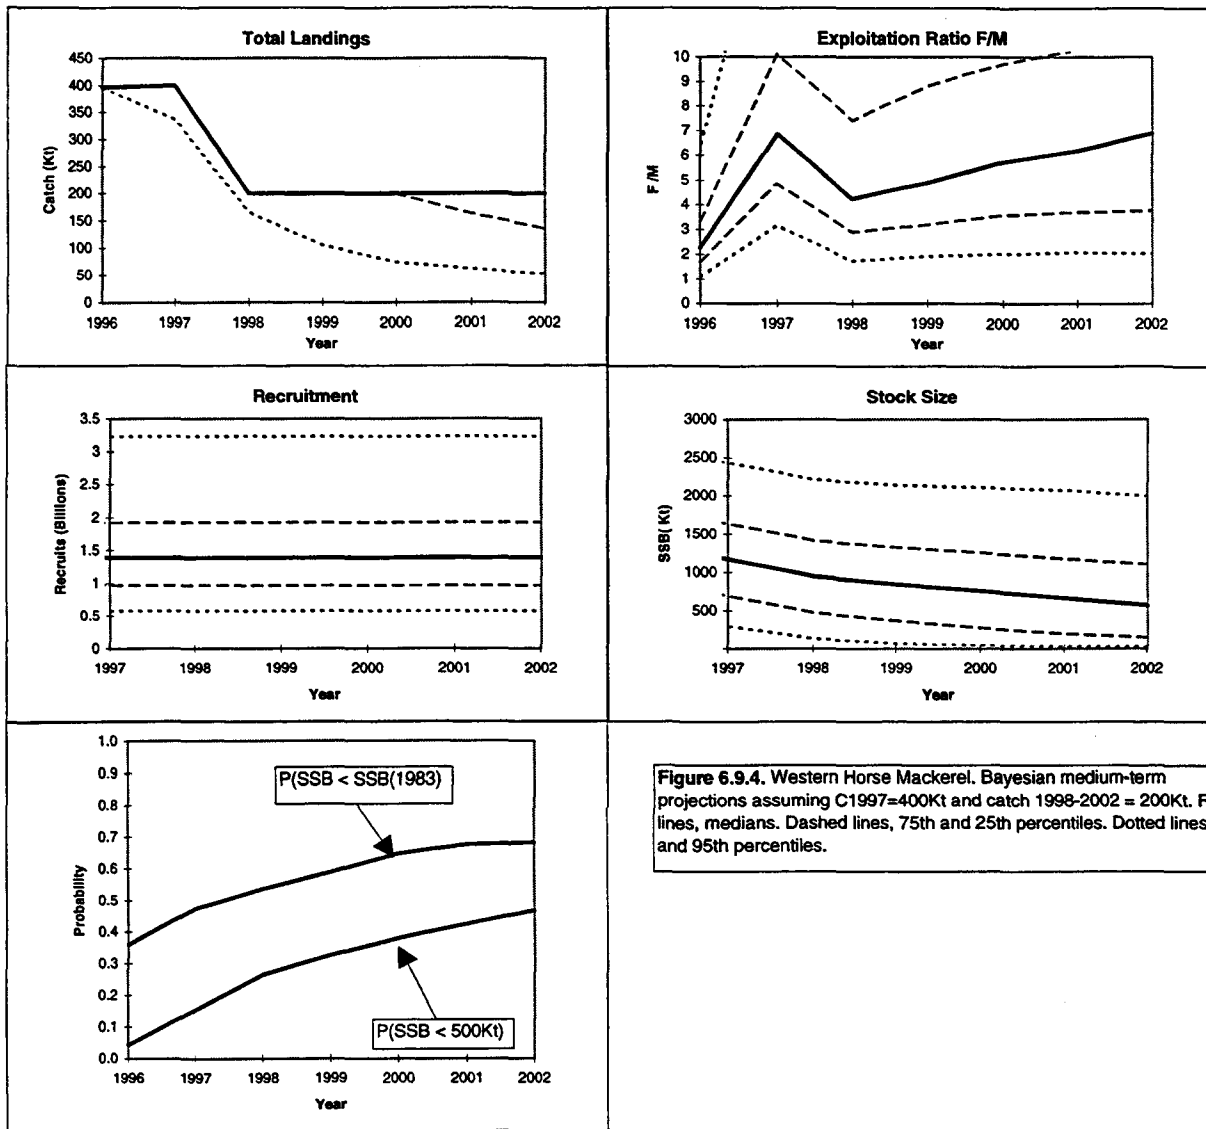 Total Landings
450
400
350
300
250
200
150
100
50
0
Catch (Kt)
1996 1997 1998 1999 2000 2001 2002
Year
Exploitation Ratio F/M
10
9
8
7
6
5
4
3
2
1
0
F /M
1996 1997 1998 1999 2000 2001 2002
Year
Recruitment
3.5
3
2.5
2
1.5
1
0.5
0
Recruits (Billions)
1997 1998 1999 2000 2001 2002
Year
Stock Size
3000
2500
2000
1500
1000
500
SSB( Kt)
1997 1998 1999 2000 2001 2002
Year
1.0
0.9
0.8
0.7
0.6
0.5
0.4
0.3
0.2
0.1
0.0
Probability
P(SSB < SSB(1983)
P(SSB < 500Kt)
1996 1997 1998 1999 2000 2001 2002
Year
Figure 6.9.4. Western Horse Mackerel. Bayesian medium-term
projections assuming C1997=400Kt and catch 1998-2002 = 200Kt. F
lines, medians. Dashed lines, 75th and 25th percentiles. Dotted lines
and 95th percentiles.